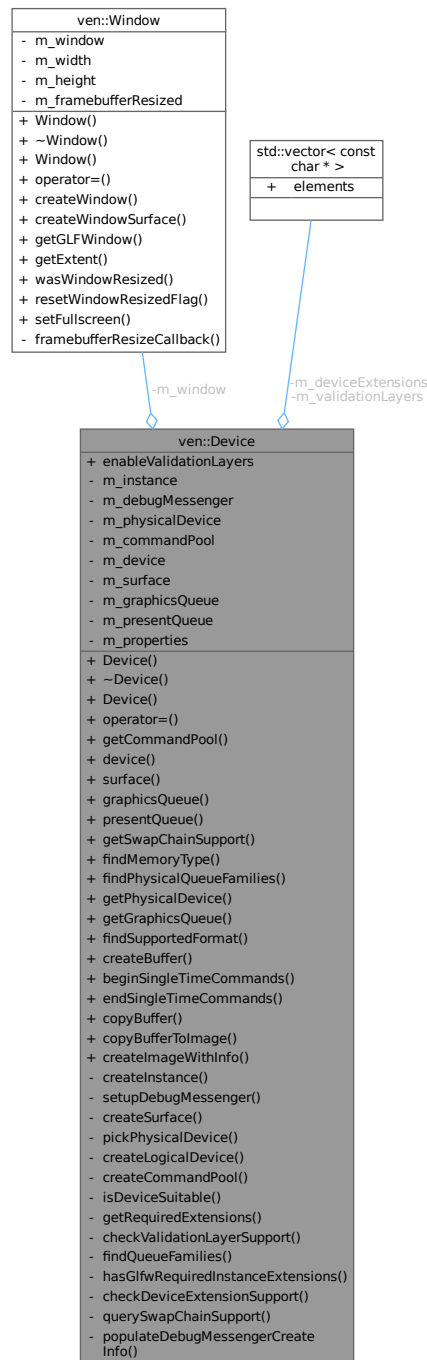 ven::Window
- m_window
- m_width
- m_height
- m_framebufferResized
+ Window()
+ ~Window()
+ Window()
+ operator=()
+ createWindow()
+ createWindowSurface()
+ getGLFWindow()
+ getExtent()
+ wasWindowResized()
+ resetWindowResizedFlag()
+ setFullscreen()
- framebufferResizeCallback()
std::vector< const
char * >
+ elements
-m_window
-m_deviceExtensions
-m_validationLayers
ven::Device
+ enableValidationLayers
- m_instance
- m_debugMessenger
- m_physicalDevice
- m_commandPool
- m_device
- m_surface
- m_graphicsQueue
- m_presentQueue
- m_properties
+ Device()
+ ~Device()
+ Device()
+ operator=()
+ getCommandPool()
+ device()
+ surface()
+ graphicsQueue()
+ presentQueue()
+ getSwapChainSupport()
+ findMemoryType()
+ findPhysicalQueueFamilies()
+ getPhysicalDevice()
+ getGraphicsQueue()
+ findSupportedFormat()
+ createBuffer()
+ beginSingleTimeCommands()
+ endSingleTimeCommands()
+ copyBuffer()
+ copyBufferToImage()
+ createImageWithInfo()
- createInstance()
- setupDebugMessenger()
- createSurface()
- pickPhysicalDevice()
- createLogicalDevice()
- createCommandPool()
- isDeviceSuitable()
- getRequiredExtensions()
- checkValidationLayerSupport()
- findQueueFamilies()
- hasGlfwRequiredInstanceExtensions()
- checkDeviceExtensionSupport()
- querySwapChainSupport()
- populateDebugMessengerCreate
Info()